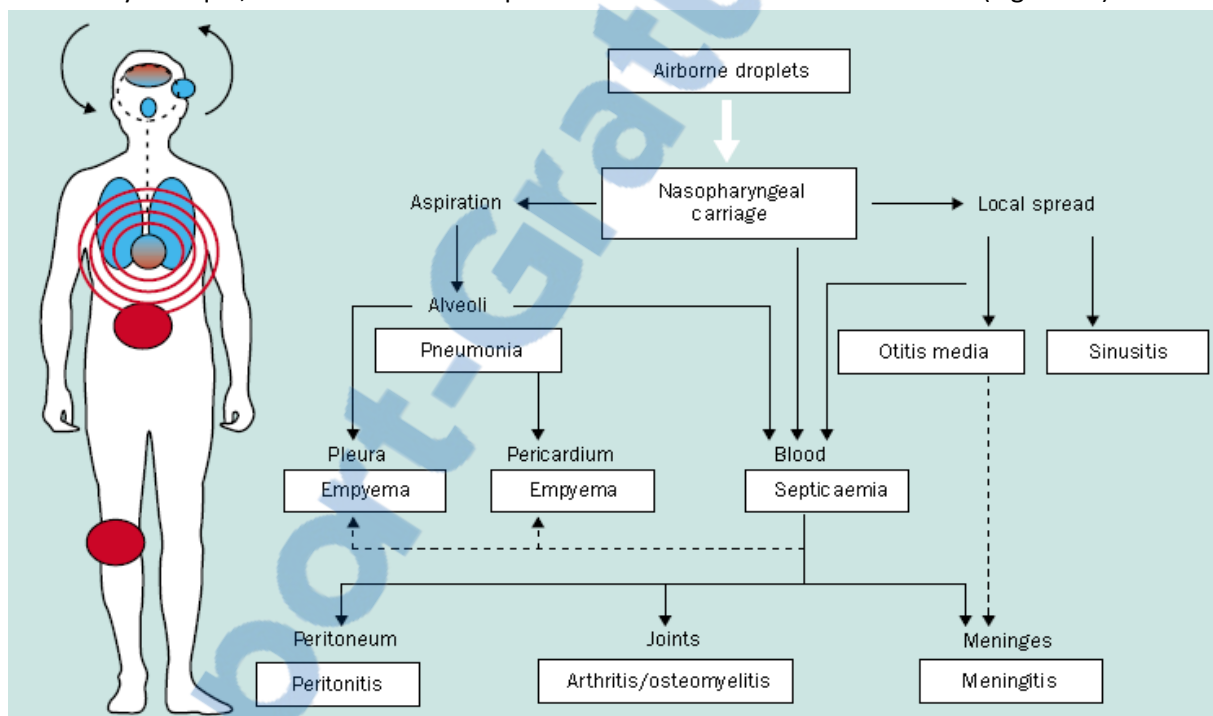 Airborne droplets
Nasopharyngeal
carriage
Aspiration
Local spread
Alveoli
Pneumonia
Otitis media
Sinusitis
Pleura
Pericardium
Blood
Empyema
Empyema
Septicaemia
Peritoneum
Joints
Meninges
Peritonitis
Arthritis/osteomyelitis
Meningitis